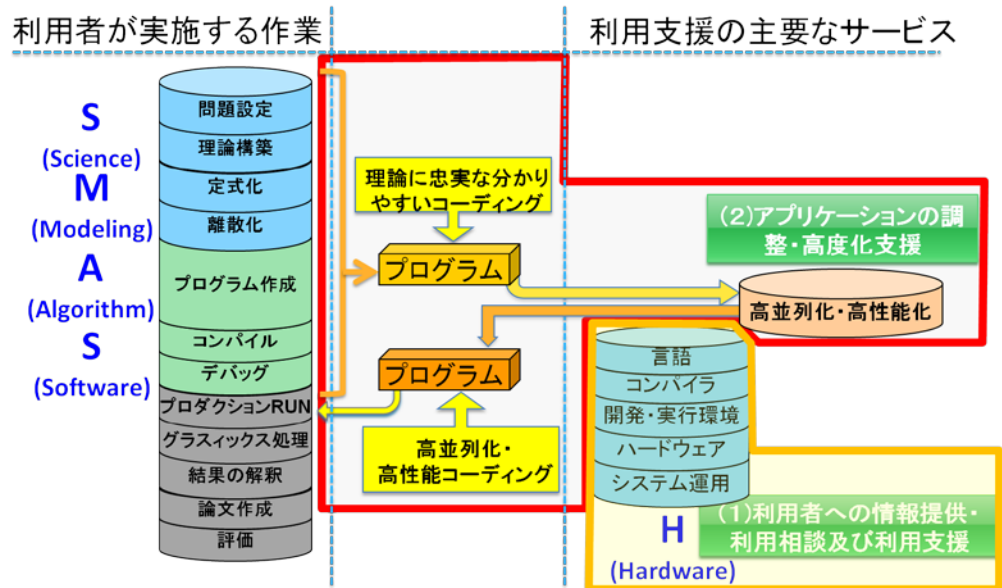 利用者が実施する作業
利用支援の主要なサービス
S
(Science)
M
(Modeling)
A
(Algorithm)
S
(Software)
問題設定
理論構築
定式化
離散化
プログラム作成
コンパイル
デバッグ
プロダクションRUN
グラスィックス処理
結果の解釈
論文作成
評価
理論に忠実な分かり
やすいコーディング
プログラム
プログラム
高並列化・
高性能コーディング
(2)アプリケーションの調
整・高度化支援
高並列化・高性能化
言語
コンパイラ
開発・実行環境
ハードウェア
システム運用
H
(Hardware)
(1)利用者への情報提供・
利用相談及び利用支援